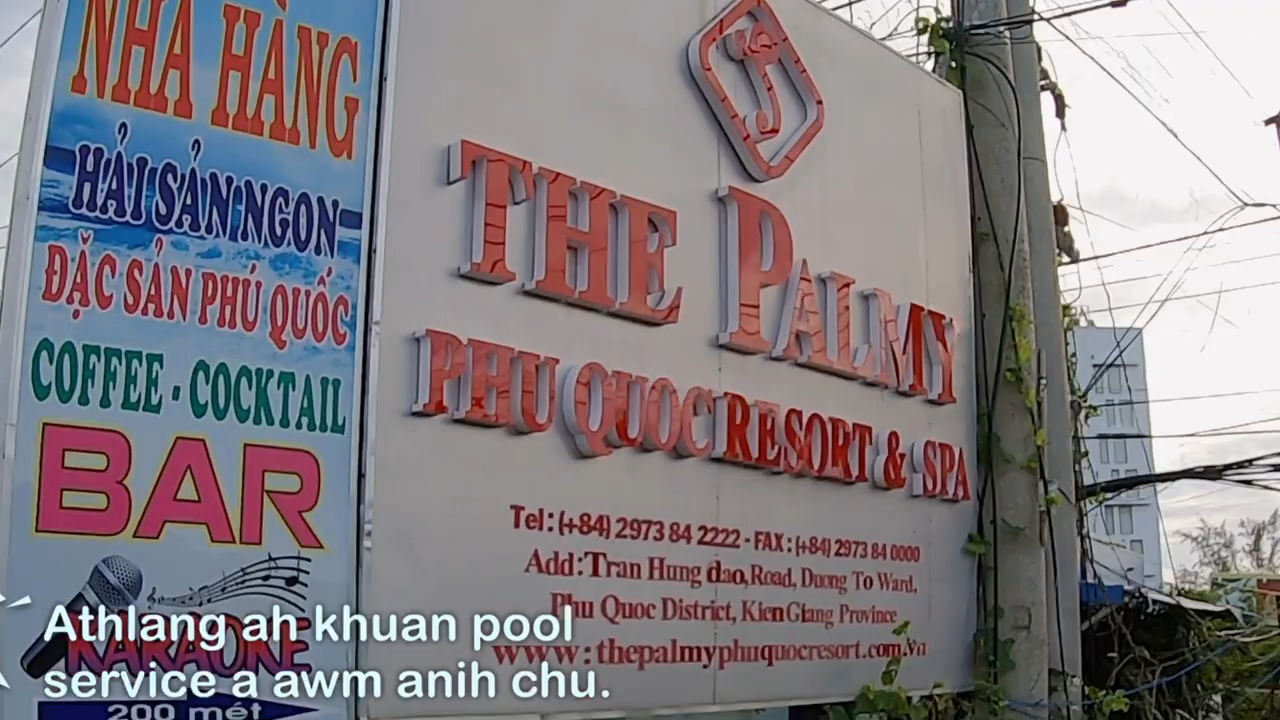 NHÀ HÀNG
HẢI SẢN NGON
ĐẶC SẢN PHÚ QUỐC
COFFEE - COCKTAIL
BAR
KARAOKE
200 mét
THE PALMY
PHU QUOC RESORT & SPA
Tel: (+84) 2973 84 2222 - FAX: (+84) 2973 84 0000
Add: Tran Hung dao, Road, Duong To Ward,
Phu Quoc District, Kien Giang Province
www: thepalmyphuquocresort.com.vn
Athlang ah khuan pool
service a awm anih chu.